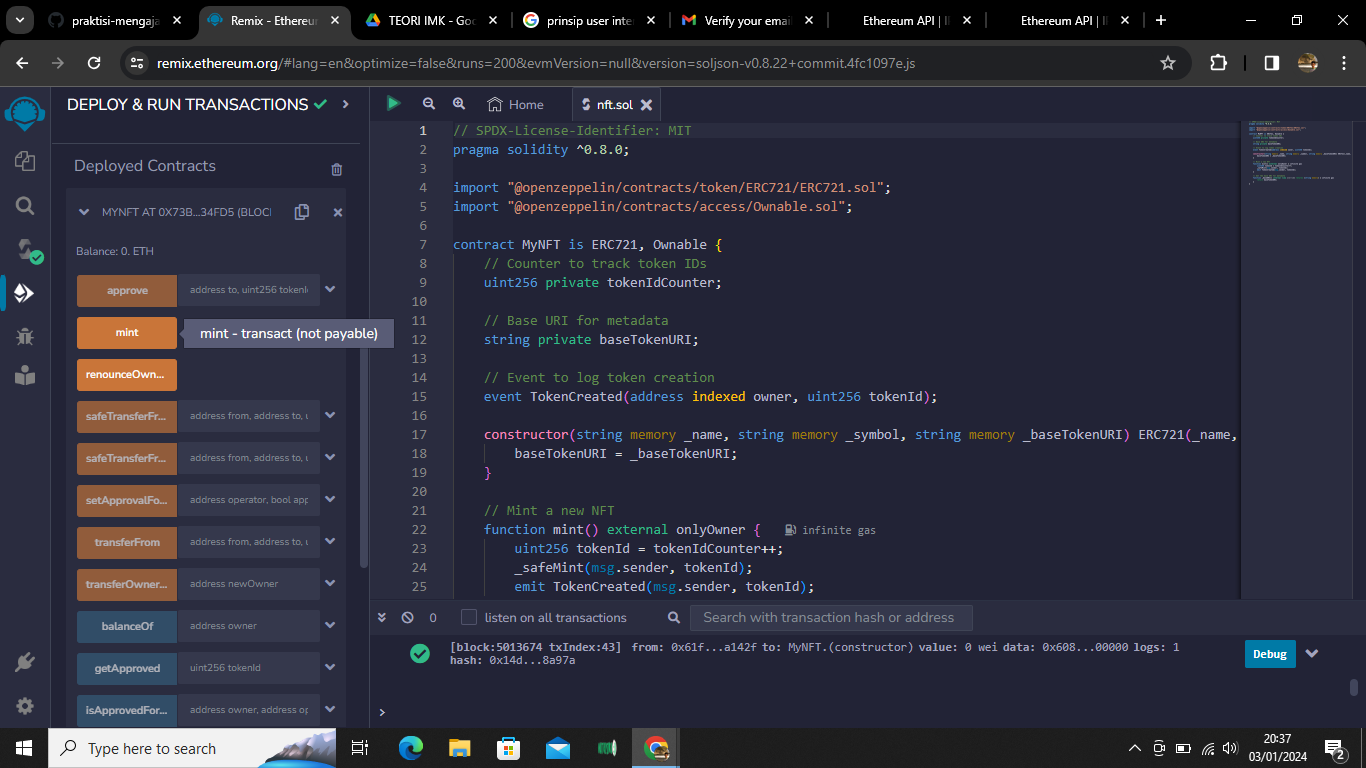 praktisi-mengaja
Remix - Ethereu
TEORI IMK - Goo
prinsip user inte
Verify your emai
Ethereum API | I
Ethereum API | I
remix.ethereum.org/#lang=en&optimize=false&runs=200&evmVersion=null&version=soljson-v0.8.22+commit.4fc1097e.js
DEPLOY & RUN TRANSACTIONS
Home
nft.sol
Deployed Contracts
MYNFT AT 0X73B...34FD5 (BLOC
Balance: 0. ETH
approve
address to, uint256 tokenI
mint
mint - transact (not payable)
renounceOwn...
safeTransferFr...
address from, address to, u
safeTransferFr...
address from, address to, u
setApprovalFo...
address operator, bool app
transferFrom
address from, address to, u
transferOwner...
address newOwner
balanceOf
address owner
getApproved
uint256 tokenId
isApprovedFor...
address owner, address op
1 // SPDX-License-Identifier: MIT
2 pragma solidity ^0.8.0;
3
4 import "@openzeppelin/contracts/token/ERC721/ERC721.sol";
5 import "@openzeppelin/contracts/access/Ownable.sol";
6
7 contract MyNFT is ERC721, Ownable {
8 // Counter to track token IDs
9 uint256 private tokenIdCounter;
10
11 // Base URI for metadata
12 string private baseTokenURI;
13
14 // Event to log token creation
15 event TokenCreated(address indexed owner, uint256 tokenId);
16
17 constructor(string memory _name, string memory _symbol, string memory _baseTokenURI) ERC721(_name,
18 baseTokenURI = _baseTokenURI;
19 }
20
21 // Mint a new NFT
22 function mint() external onlyOwner { infinite gas
23 uint256 tokenId = tokenIdCounter++;
24 _safeMint(msg.sender, tokenId);
25 emit TokenCreated(msg.sender, tokenId);
0
listen on all transactions
Search with transaction hash or address
[block:5013674 txIndex:43] from: 0x61f...a142f to: MyNFT.(constructor) value: 0 wei data: 0x608...00000 logs: 1
hash: 0x14d...8a97a
Debug
>
Type here to search
20:37
03/01/2024
2